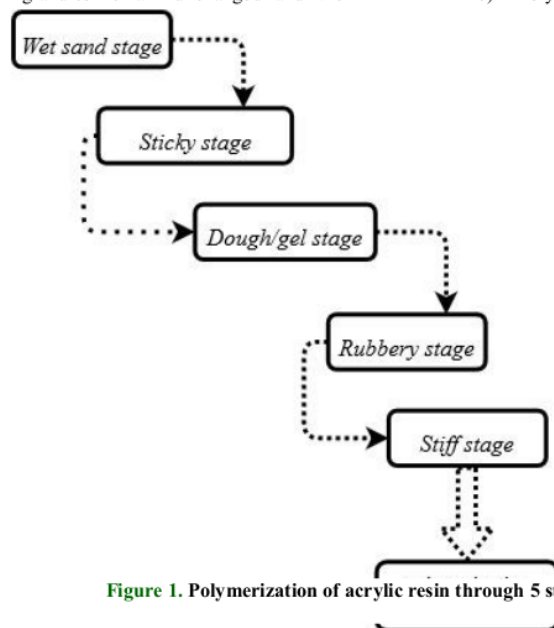 Wet sand stage
Sticky stage
Dough/gel stage
Rubbery stage
Stiff stage
Figure 1. Polymerization of acrylic resin through 5